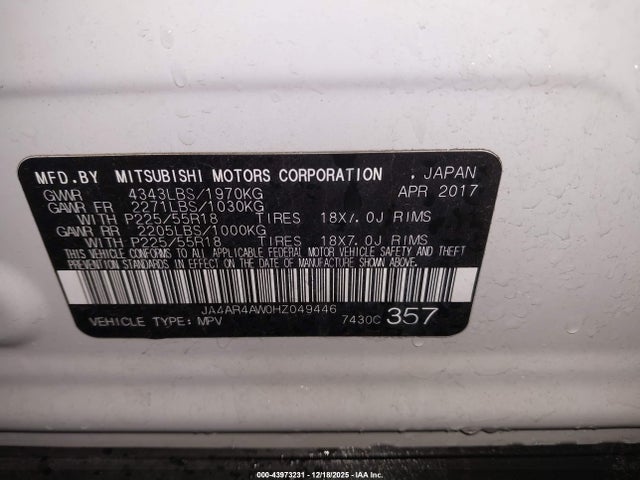 MFD.BY MITSUBISHI MOTORS CORPORATION . JAPAN
GVWR 4343LBS/1970KG APR 2017
GAWR FR 2271LBS/1030KG
WITH P225/55R18 TIRES 18X7.0J RIMS
GAWR RR 2205LBS/1000KG
WITH P225/55R18 TIRES 18X7.0J RIMS
THIS VEHICLE CONFORMS TO ALL APPLICABLE FEDERAL MOTOR VEHICLE SAFETY AND THEFT
PREVENTION STANDARDS IN EFFECT ON THE DATE OF MANUFACTURE SHOWN ABOVE.
JA4AR4AW0HZ049446
VEHICLE TYPE: MPV 7430C 357
000-43973231 - 12/18/2025 - IAA Inc.